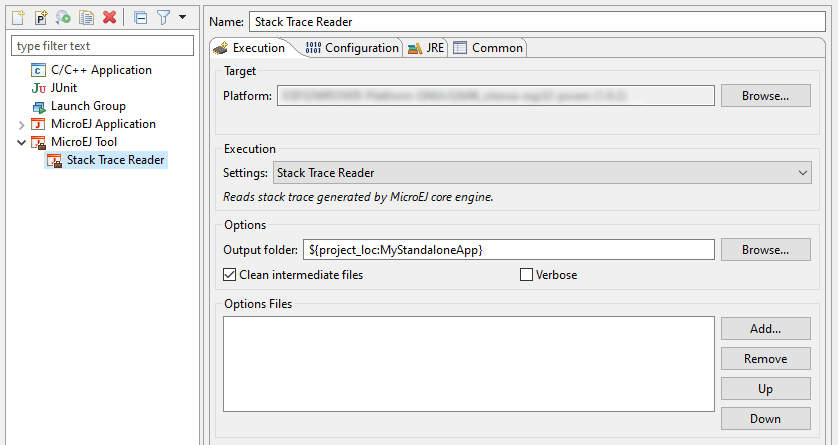 type filter text
C/C++ Application
JUnit
Launch Group
MicroEJ Application
MicroEJ Tool
Stack Trace Reader
Name: Stack Trace Reader
Execution
Configuration
JRE
Common
Target
Platform:
Browse...
Execution
Settings: Stack Trace Reader
Reads stack trace generated by MicroEJ core engine.
Options
Output folder: ${project_loc:MyStandaloneApp} Browse...
Clean intermediate files
Verbose
Options Files
Add...
Remove
Up
Down